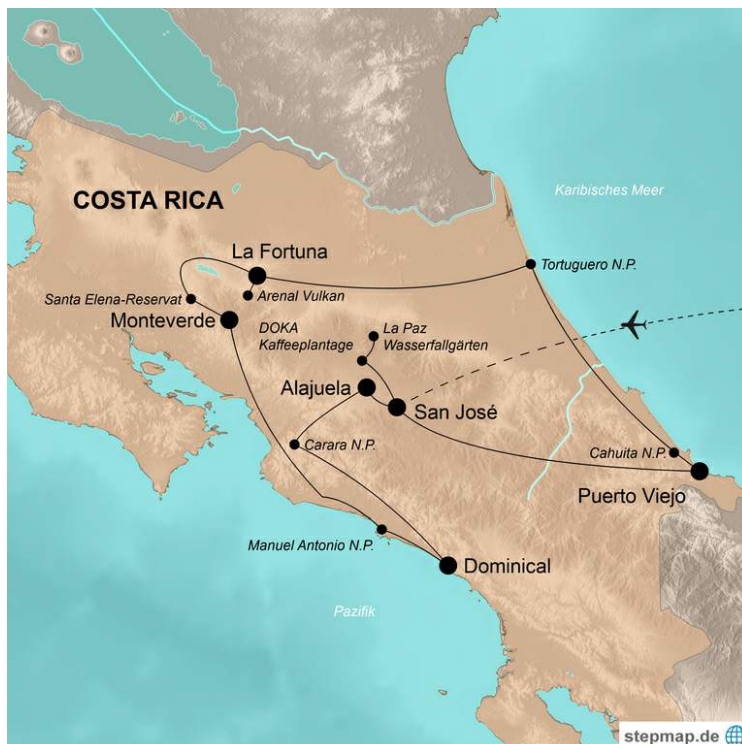 COSTA RICA
Karibisches Meer
La Fortuna
Tortuguero N.P.
Santa Elena-Reservat
Arenal Vulkan
Monteverde
DOKA
Kaffeeplantage
La Paz
Wasserfallgärten
Alajuela
San José
Carara N.P.
Cahuita N.P.
Puerto Viejo
Manuel Antonio N.P.
Dominical
Pazifik
stepmap.de